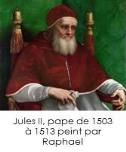 Jules II, pape de 1503
à 1513 peint par
Raphael